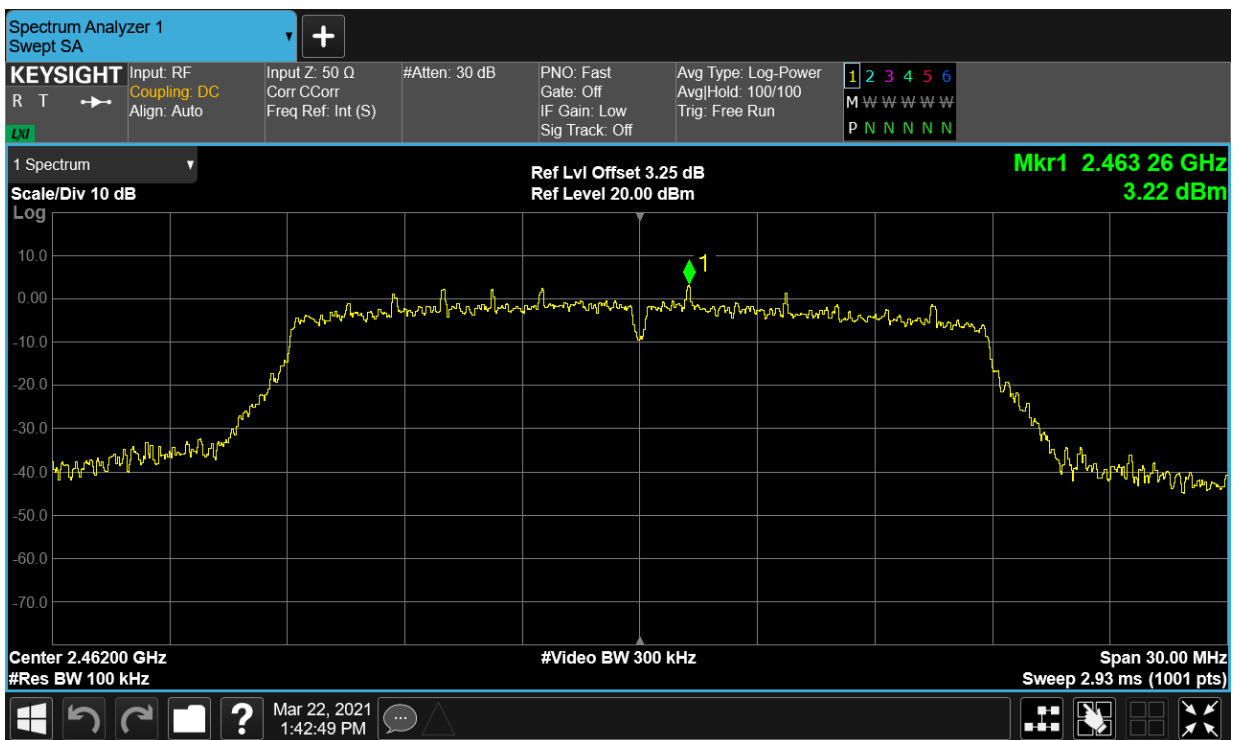 Spectrum Analyzer 1
Swept SA
+
KEYSIGHT Input: RF Input Z: 50 Ω #Atten: 30 dB PNO: Fast Avg Type: Log-Power 1 2 3 4 5 6
R T Coupling: DC Corr CCorr Gate: Off Avg|Hold: 100/100 M W W W W W
Align: Auto Freq Ref: Int (S) IF Gain: Low Trig: Free Run
LXI Sig Track: Off P N N N N N
1 Spectrum Ref Lvl Offset 3.25 dB Mkr1 2.463 26 GHz
Scale/Div 10 dB Ref Level 20.00 dBm 3.22 dBm
Log
1
10.0
0.00
-10.0
-20.0
-30.0
-40.0
-50.0
-60.0
-70.0
Center 2.46200 GHz #Video BW 300 kHz Span 30.00 MHz
#Res BW 100 kHz Sweep 2.93 ms (1001 pts)
? Mar 22, 2021
1:42:49 PM